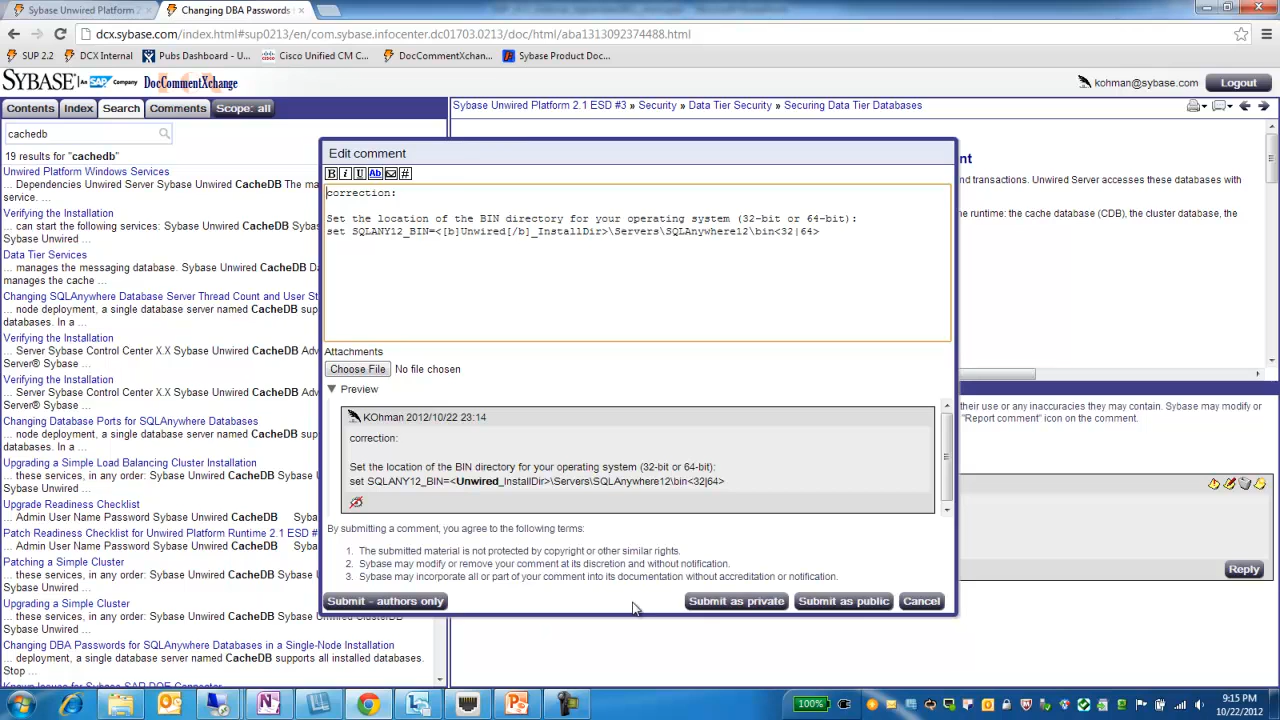 Sybase Unwired Platform
Changing DBA Passwords
dcx.sybase.com/index.html#sup0213/en/com.sybase.infocenter.dc01703.0213/doc/html/aba1313092374488.html
SUP 2.2
DCX Internal
Pubs Dashboard - U...
Cisco Unified CM C...
DocCommentXchan...
Sybase Product Doc...
SYBASE An SAP Company
DocCommentXchange
kohman@sybase.com
Logout
Contents
Index
Search
Comments
Scope: all
Sybase Unwired Platform 2.1 ESD #3 » Security » Data Tier Security » Securing Data Tier Databases
cachedb
19 results for "cachedb"
Unwired Platform Windows Services
... Dependencies Unwired Server Sybase Unwired CacheDB The ma
service. ...
Verifying the Installation
... can start the following services: Sybase Unwired CacheDB
Sybase Unwired ...
Data Tier Services
... manages the messaging database. Sybase Unwired CacheDB D
manages the cache ...
Changing SQLAnywhere Database Server Thread Count and User St
... node deployment, a single database server named CacheDB sup
databases. In a ...
Verifying the Installation
... Server Sybase Control Center X.X Sybase Unwired CacheDB Adv
Server® Sybase ...
Verifying the Installation
... Server Sybase Control Center X.X Sybase Unwired CacheDB Adv
Server® Sybase ...
Changing Database Ports for SQLAnywhere Databases
... node deployment, a single database server named CacheDB sup
databases. In a ...
Upgrading a Simple Load Balancing Cluster Installation
... these services, in any order: Sybase Unwired CacheDB
Sybase Unwired ...
Upgrade Readiness Checklist
... Admin User Name Password Sybase Unwired CacheDB Syb
Patch Readiness Checklist for Unwired Platform Runtime 2.1 ESD #
... Admin User Name Password Sybase Unwired CacheDB Syb
Patching a Simple Cluster
... these services, in any order: Sybase Unwired CacheDB
Sybase Unwired ...
Upgrading a Simple Cluster
... these services, in any order: Sybase Unwired CacheDB
Sybase Unwired ...
Changing DBA Passwords for SQLAnywhere Databases in a Single-Node Installation
... deployment, a single database server named CacheDB supports all installed databases.
Stop ...
Known Issues for Sybase SAP DOE Connector
Edit comment
B i U Ab #
correction:
Set the location of the BIN directory for your operating system (32-bit or 64-bit):
set SQLANY12_BIN=<[b]Unwired[/b]_InstallDir>\Servers\SQLAnywhere12\bin<32|64>
Attachments
Choose File No file chosen
Preview
KOhman 2012/10/22 23:14
correction:
Set the location of the BIN directory for your operating system (32-bit or 64-bit):
set SQLANY12_BIN=<Unwired_InstallDir>\Servers\SQLAnywhere12\bin<32|64>
By submitting a comment, you agree to the following terms:
1. The submitted material is not protected by copyright or other similar rights.
2. Sybase may modify or remove your comment at its discretion and without notification.
3. Sybase may incorporate all or part of your comment into its documentation without accreditation or notification.
Submit - authors only
Submit as private
Submit as public
Cancel
nt
nd transactions. Unwired Server accesses these databases with
e runtime: the cache database (CDB), the cluster database, the
their use or any inaccuracies they may contain. Sybase may modify or
"Report comment" icon on the comment.
Reply
100%
9:15 PM
10/22/2012